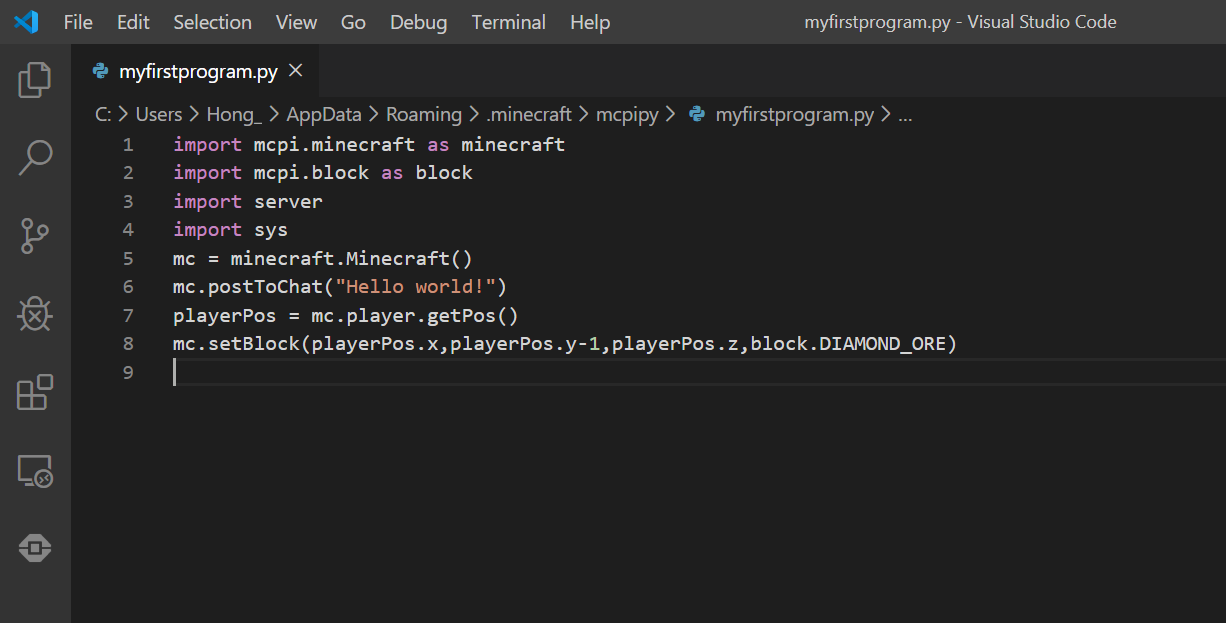 File Edit Selection View Go Debug Terminal Help myfirstprogram.py - Visual Studio Code
myfirstprogram.py
C: > Users > Hong_ > AppData > Roaming > .minecraft > mcpipy > myfirstprogram.py > ...
1 import mcpi.minecraft as minecraft
2 import mcpi.block as block
3 import server
4 import sys
5 mc = minecraft.Minecraft()
6 mc.postToChat("Hello world!")
7 playerPos = mc.player.getPos()
8 mc.setBlock(playerPos.x,playerPos.y-1,playerPos.z,block.DIAMOND_ORE)
9